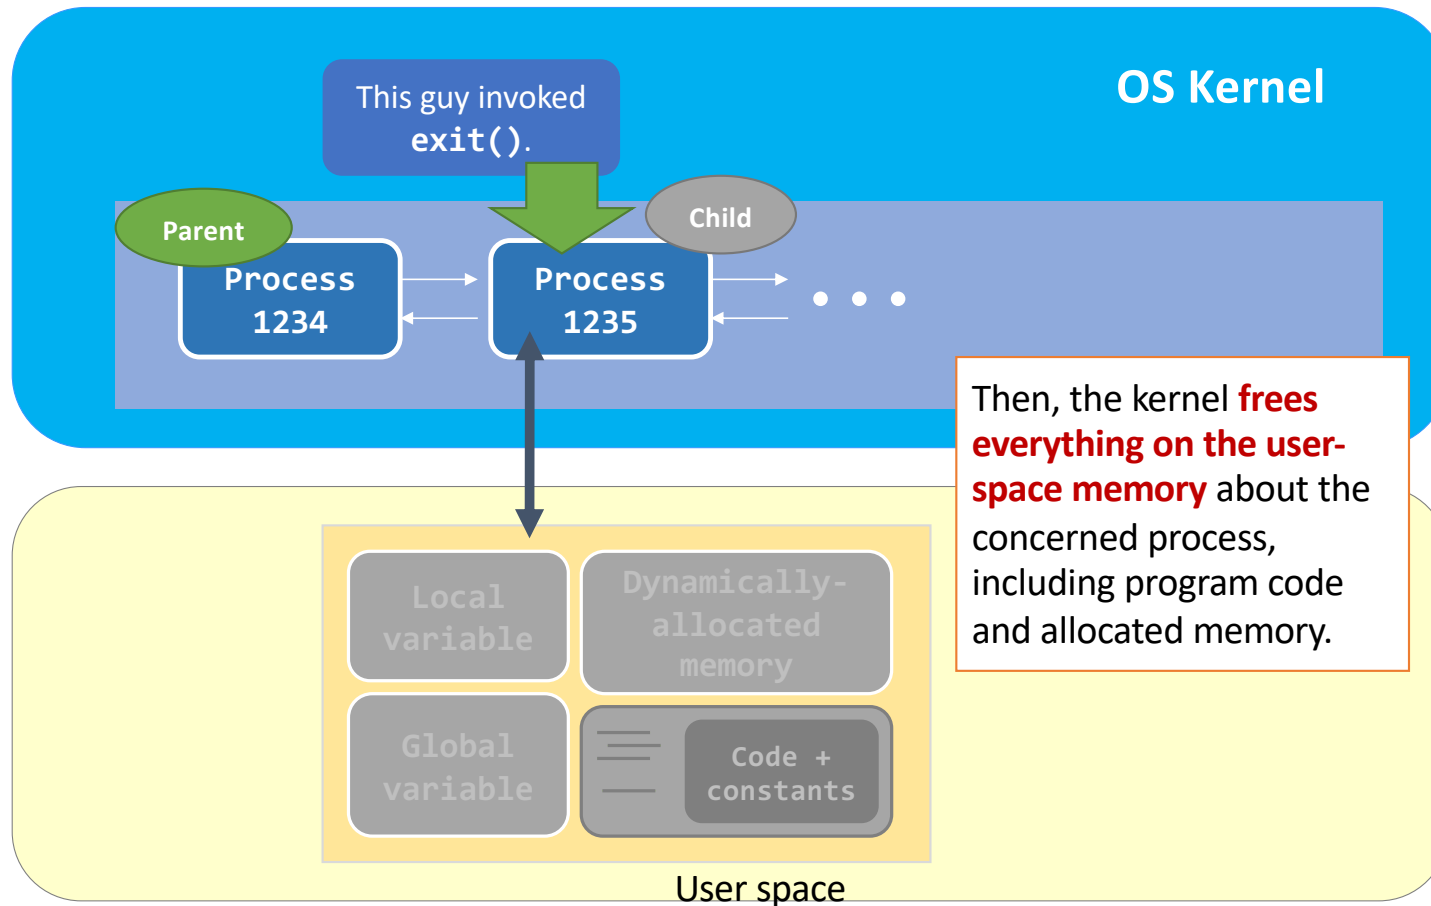 OS Kernel
This guy invoked
exit().
Parent
Child
Process
1234
Process
1235
• • •
Then, the kernel frees
everything on the user-
space memory about the
concerned process,
including program code
and allocated memory.
Local
variable
Dynamically-
allocated
memory
Global
variable
Code +
constants
User space